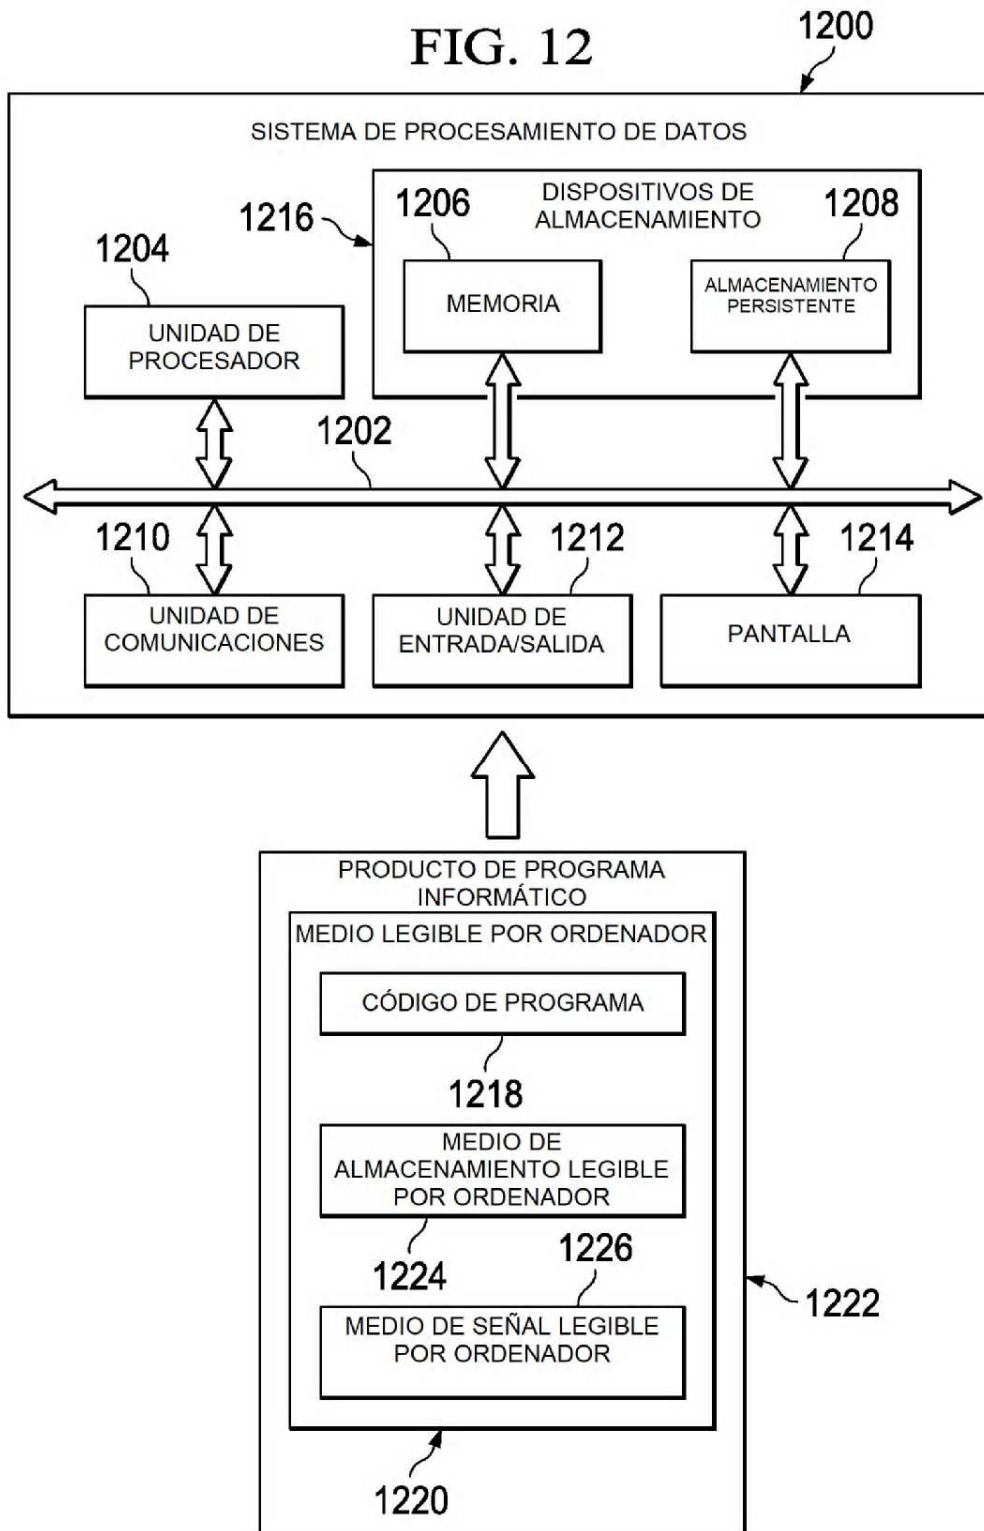 FIG. 12
1200
SISTEMA DE PROCESAMIENTO DE DATOS
1216
DISPOSITIVOS DE
ALMACENAMIENTO
1206
1208
1204
MEMORIA
ALMACENAMIENTO
PERSISTENTE
UNIDAD DE
PROCESADOR
1202
1210
1212
1214
UNIDAD DE
COMUNICACIONES
UNIDAD DE
ENTRADA/SALIDA
PANTALLA
PRODUCTO DE PROGRAMA
INFORMÁTICO
MEDIO LEGIBLE POR ORDENADOR
CÓDIGO DE PROGRAMA
1218
MEDIO DE
ALMACENAMIENTO LEGIBLE
POR ORDENADOR
1224
1226
MEDIO DE SEÑAL LEGIBLE
POR ORDENADOR
1222
1220